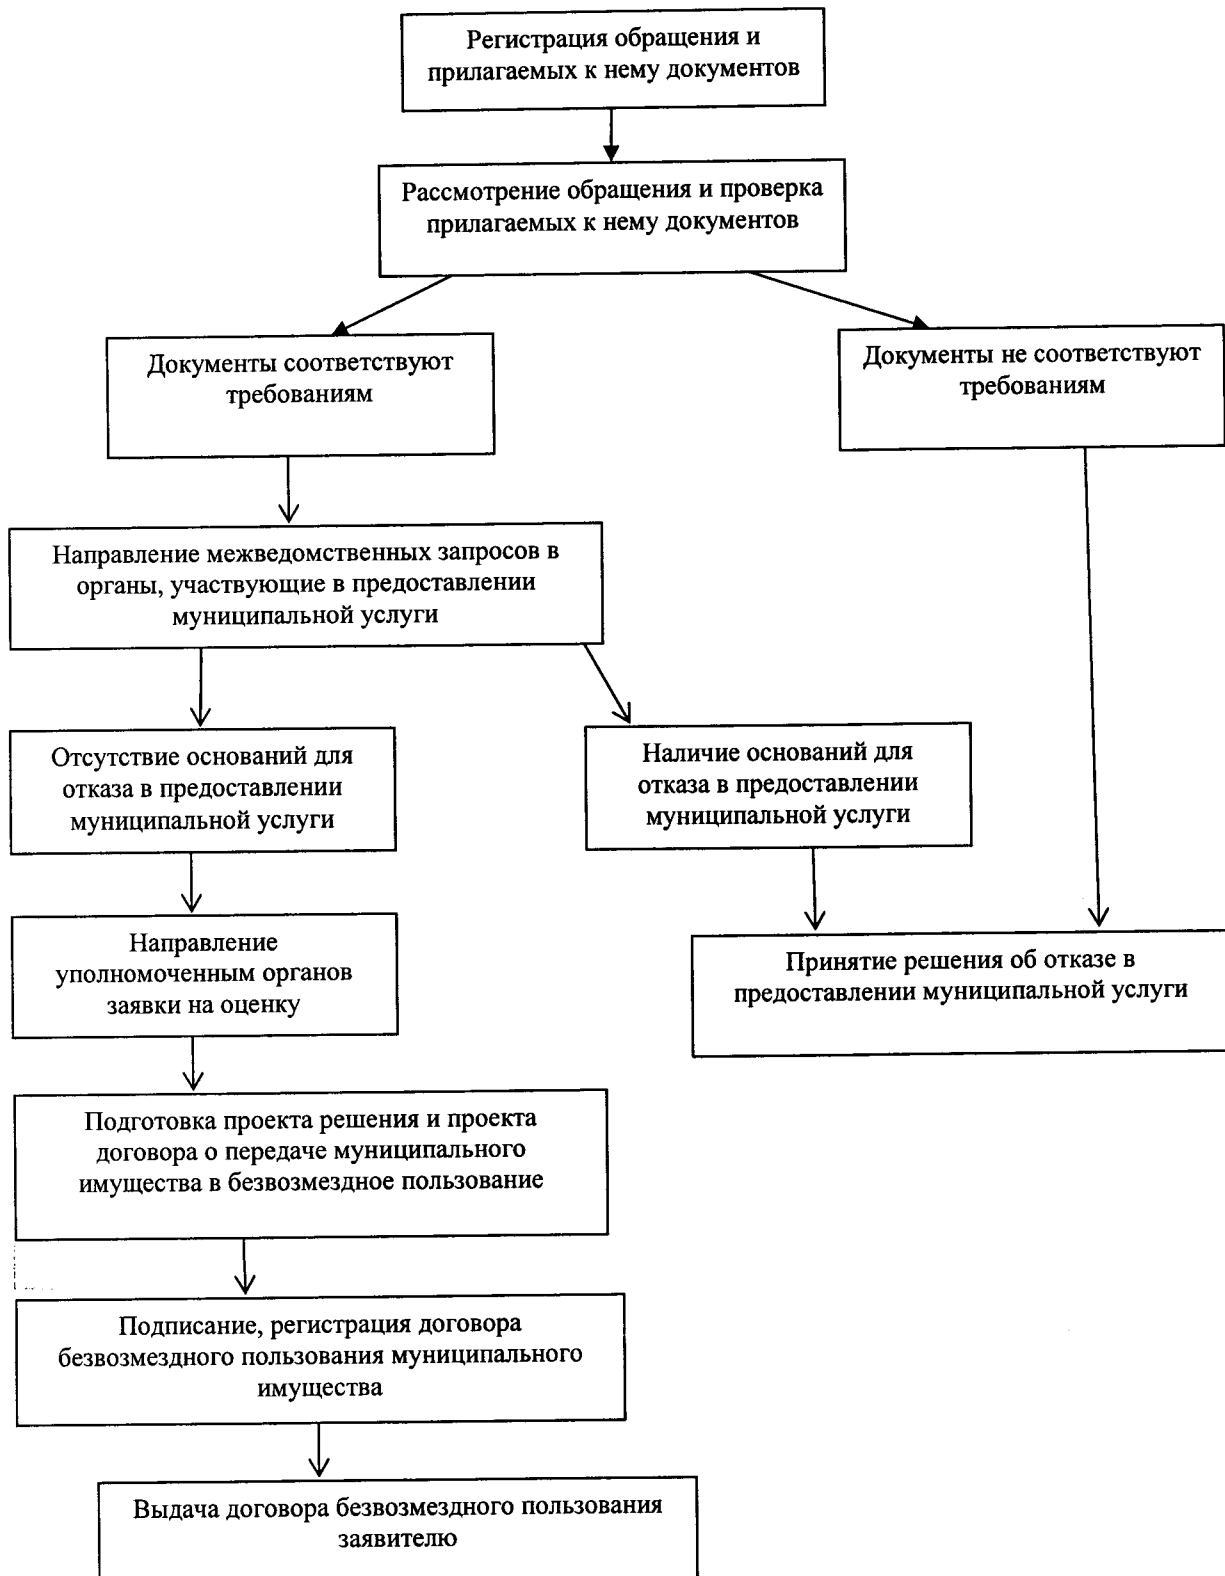 Регистрация обращения и
прилагаемых к нему документов
Рассмотрение обращения и проверка
прилагаемых к нему документов
Документы соответствуют
требованиям
Документы не соответствуют
требованиям
Направление межведомственных запросов в
органы, участвующие в предоставлении
муниципальной услуги
Отсутствие оснований для
отказа в предоставлении
муниципальной услуги
Наличие оснований для
отказа в предоставлении
муниципальной услуги
Направление
уполномоченным органов
заявки на оценку
Принятие решения об отказе в
предоставлении муниципальной услуги
Подготовка проекта решения и проекта
договора о передаче муниципального
имущества в безвозмездное пользование
Подписание, регистрация договора
безвозмездного пользования муниципального
имущества
Выдача договора безвозмездного пользования
заявителю